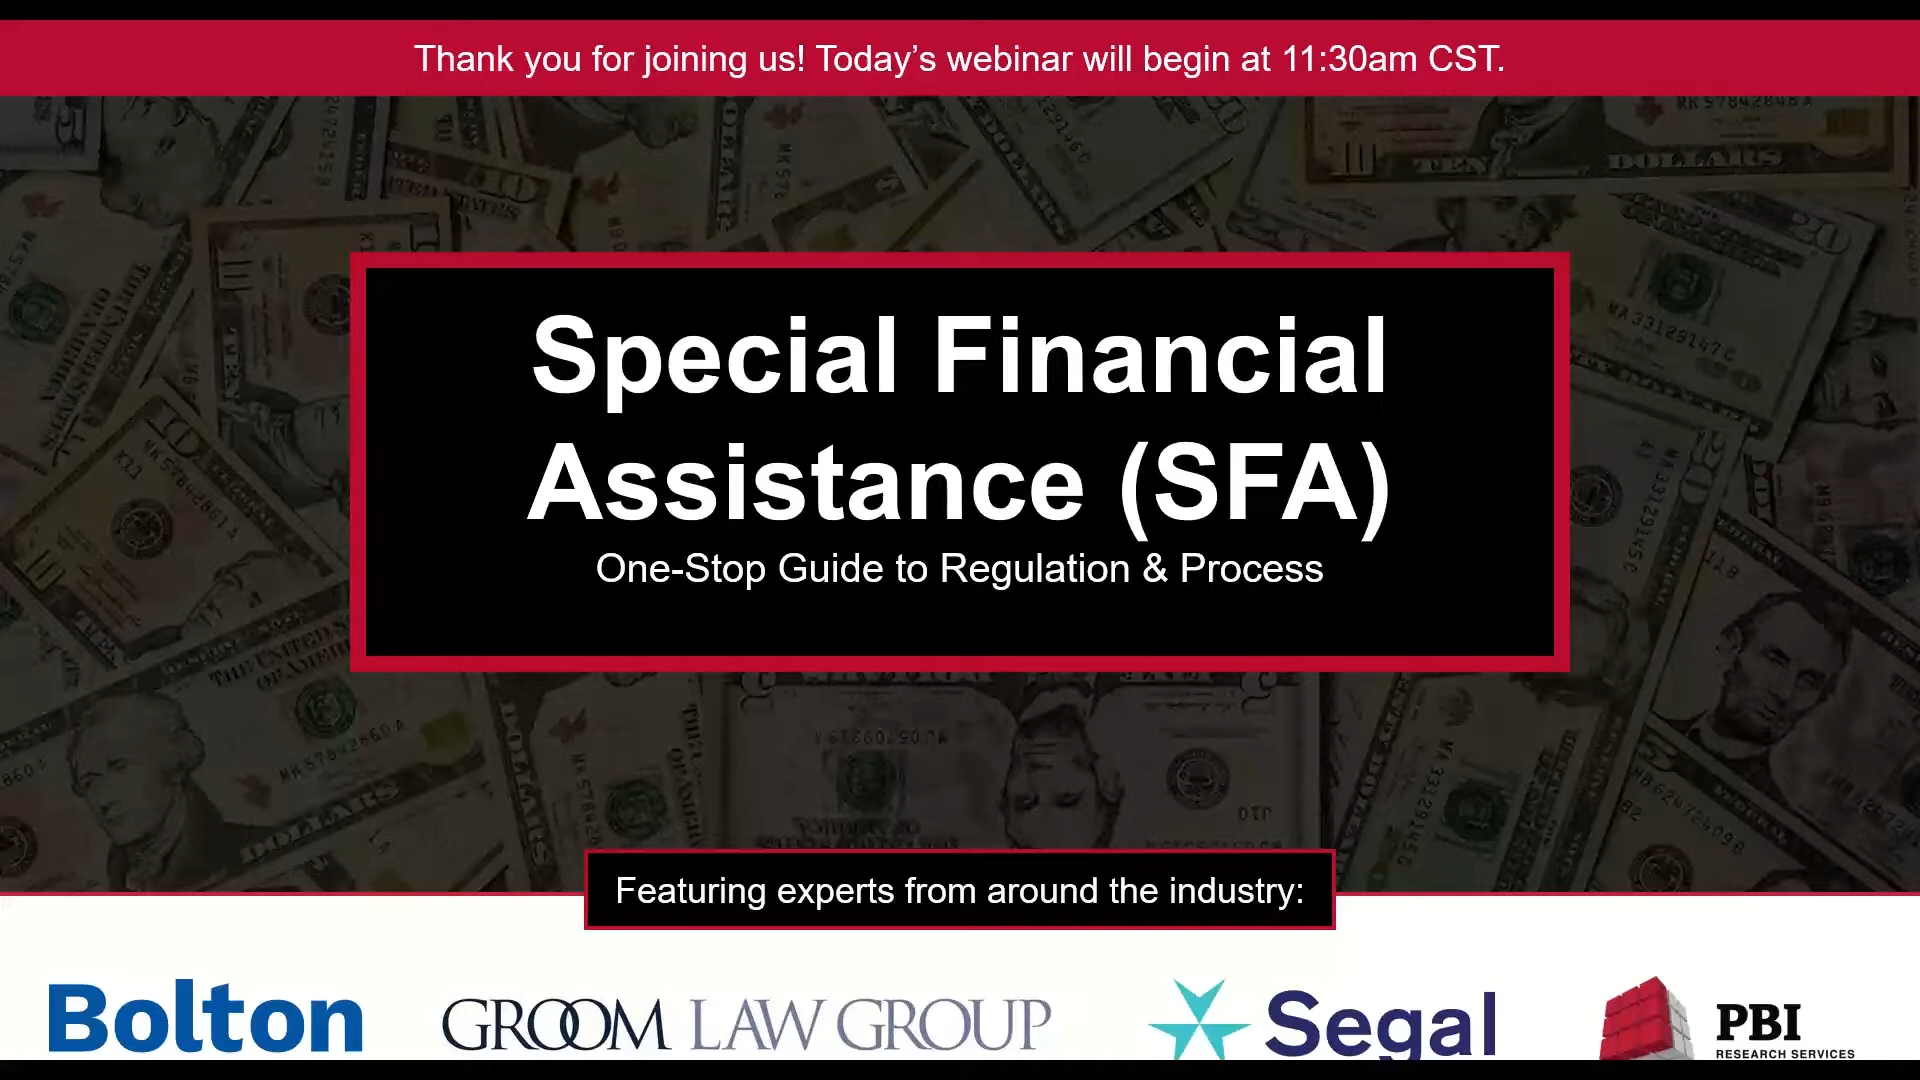 Thank you for joining us! Today’s webinar will begin at 11:30am CST.
Special Financial
Assistance (SFA)
One-Stop Guide to Regulation & Process
Featuring experts from around the industry:
Bolton
GROOM LAW GROUP
Segal
PBI
RESEARCH SERVICES